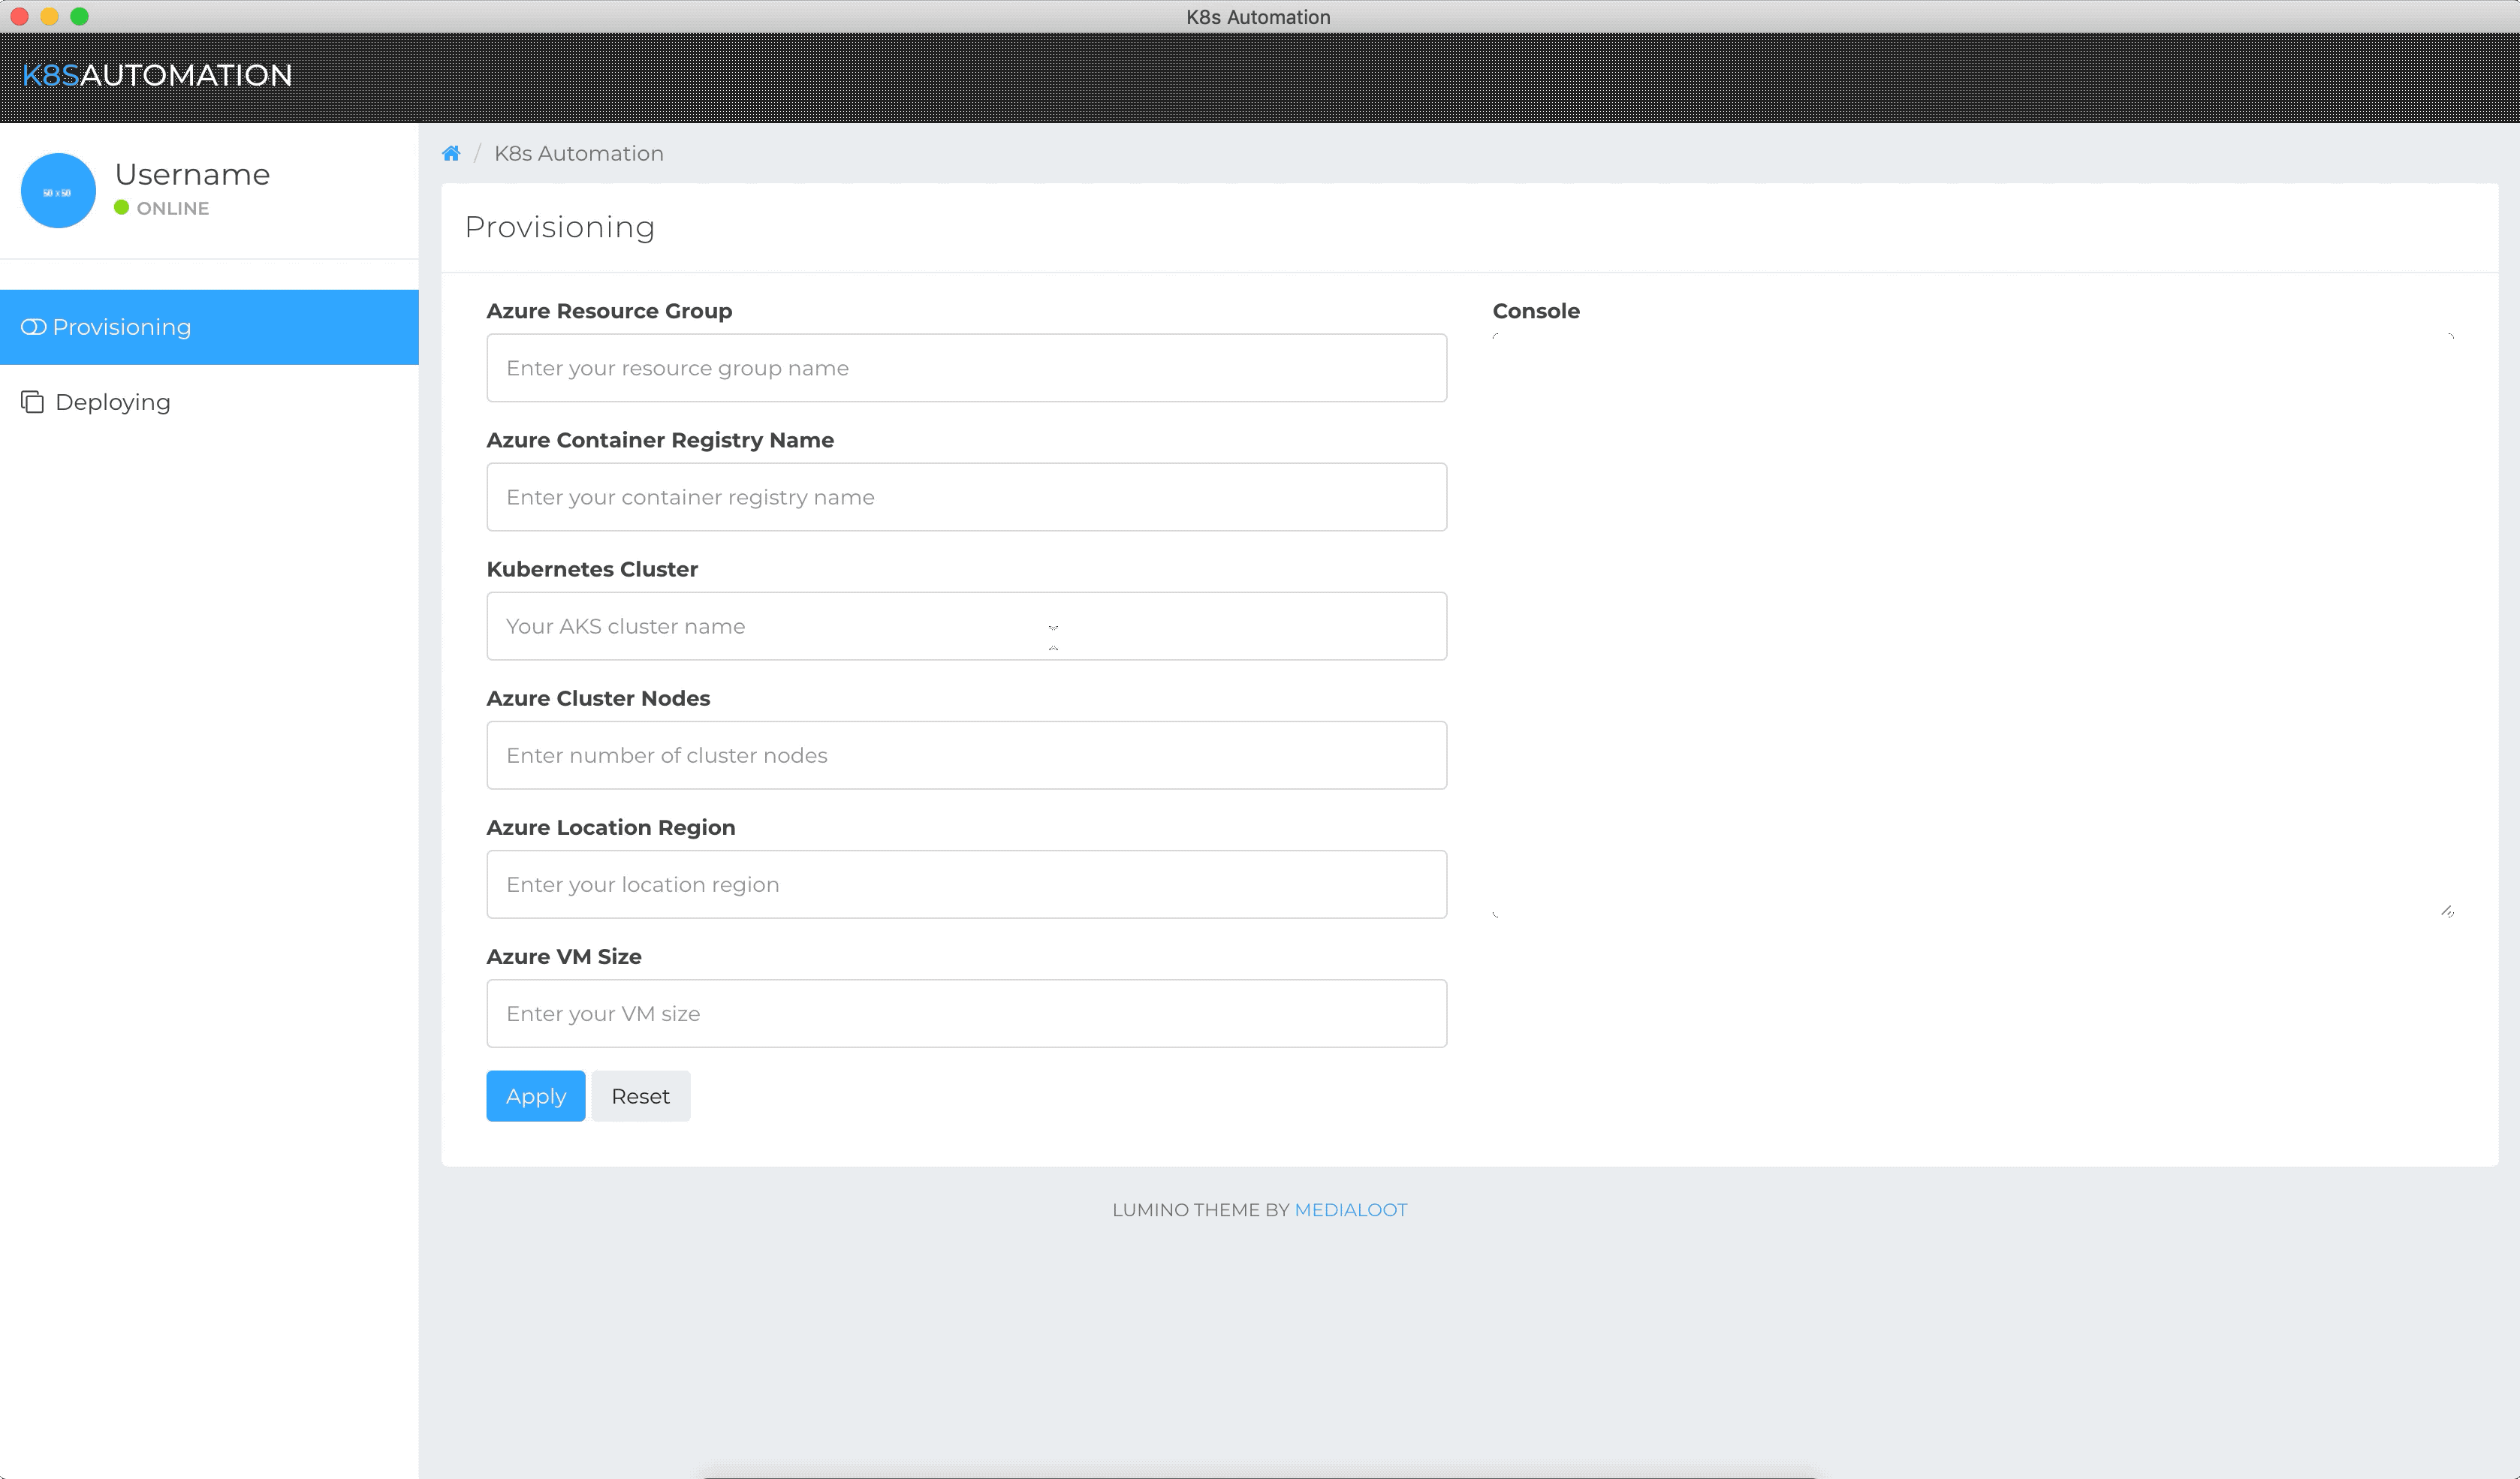 K8s Automation
K8SAUTOMATION
50 x 50
Username
ONLINE
Provisioning
Deploying
/ K8s Automation
Provisioning
Azure Resource Group
Enter your resource group name
Azure Container Registry Name
Enter your container registry name
Kubernetes Cluster
Your AKS cluster name
Azure Cluster Nodes
Enter number of cluster nodes
Azure Location Region
Enter your location region
Azure VM Size
Enter your VM size
Apply
Reset
Console
LUMINO THEME BY MEDIALOOT